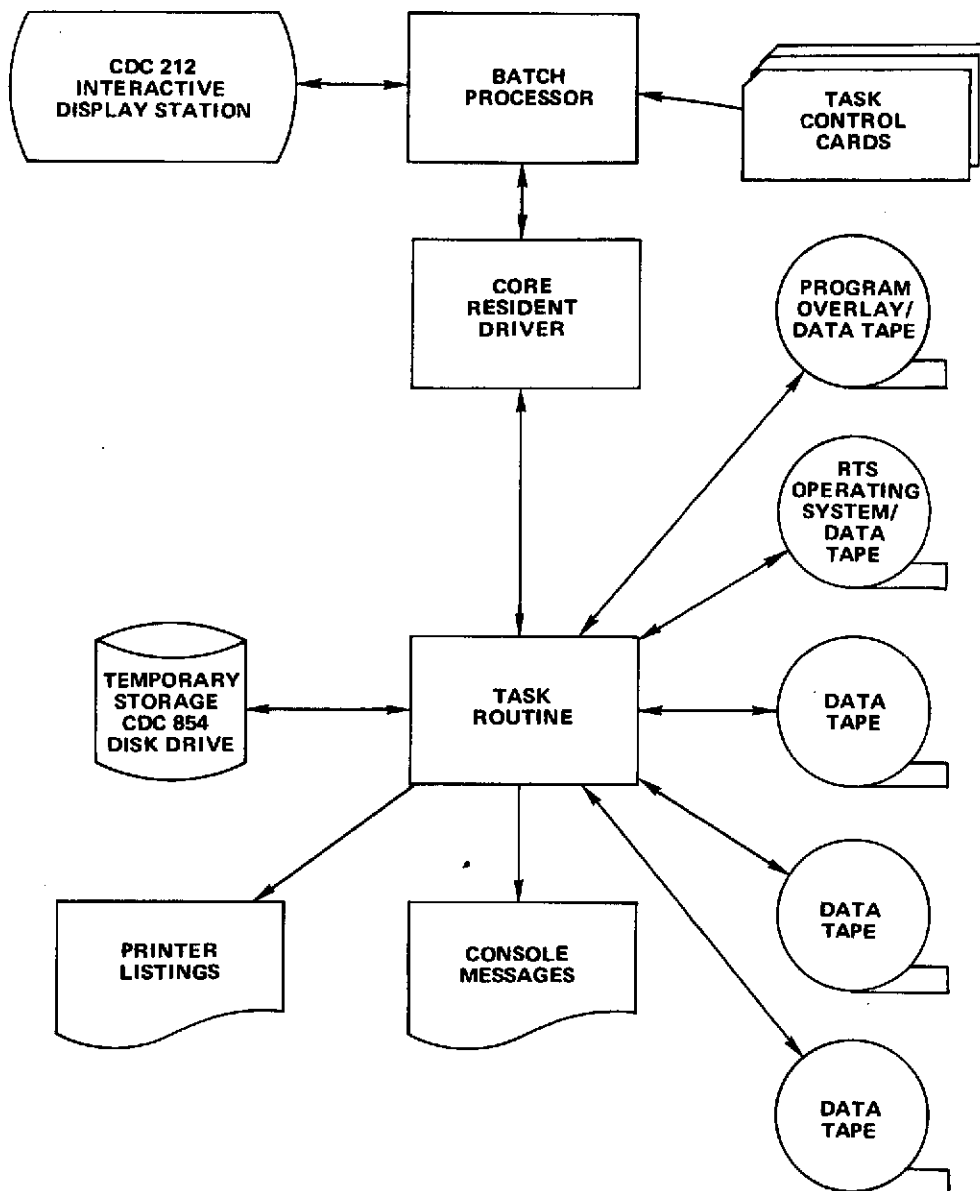 CDC 212
INTERACTIVE
DISPLAY STATION
BATCH
PROCESSOR
TASK
CONTROL
CARDS
CORE
RESIDENT
DRIVER
PROGRAM
OVERLAY/
DATA TAPE
RTS
OPERATING
SYSTEM/
DATA
TAPE
TEMPORARY
STORAGE
CDC 854
DISK DRIVE
TASK
ROUTINE
DATA
TAPE
PRINTER
LISTINGS
CONSOLE
MESSAGES
DATA
TAPE
DATA
TAPE